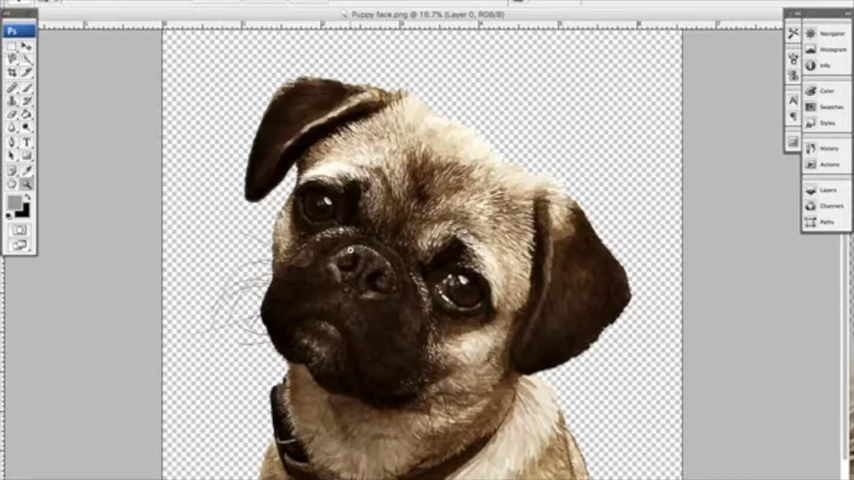 Puppy face.png @ 16.7% (Layer 0, RGB/8)
Ps
Navigator
Histogram
Info
Color
Swatches
Styles
History
Actions
Layers
Channels
Paths